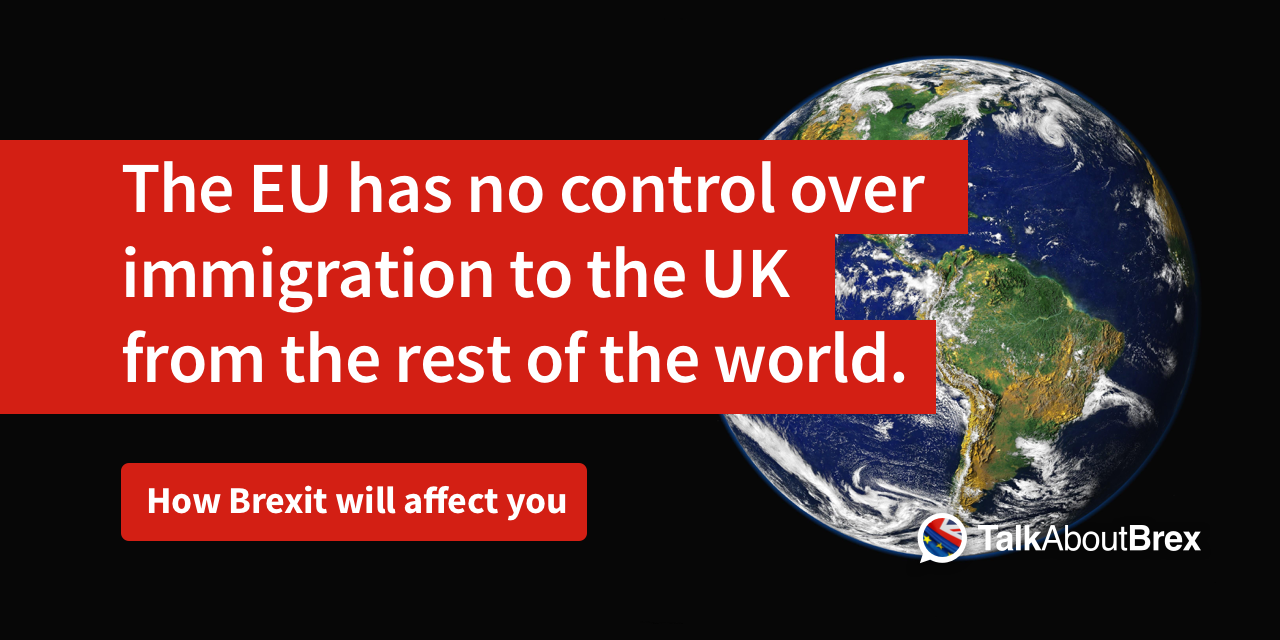 The EU has no control over
immigration to the UK
from the rest of the world.
How Brexit will affect you
TalkAboutBrex